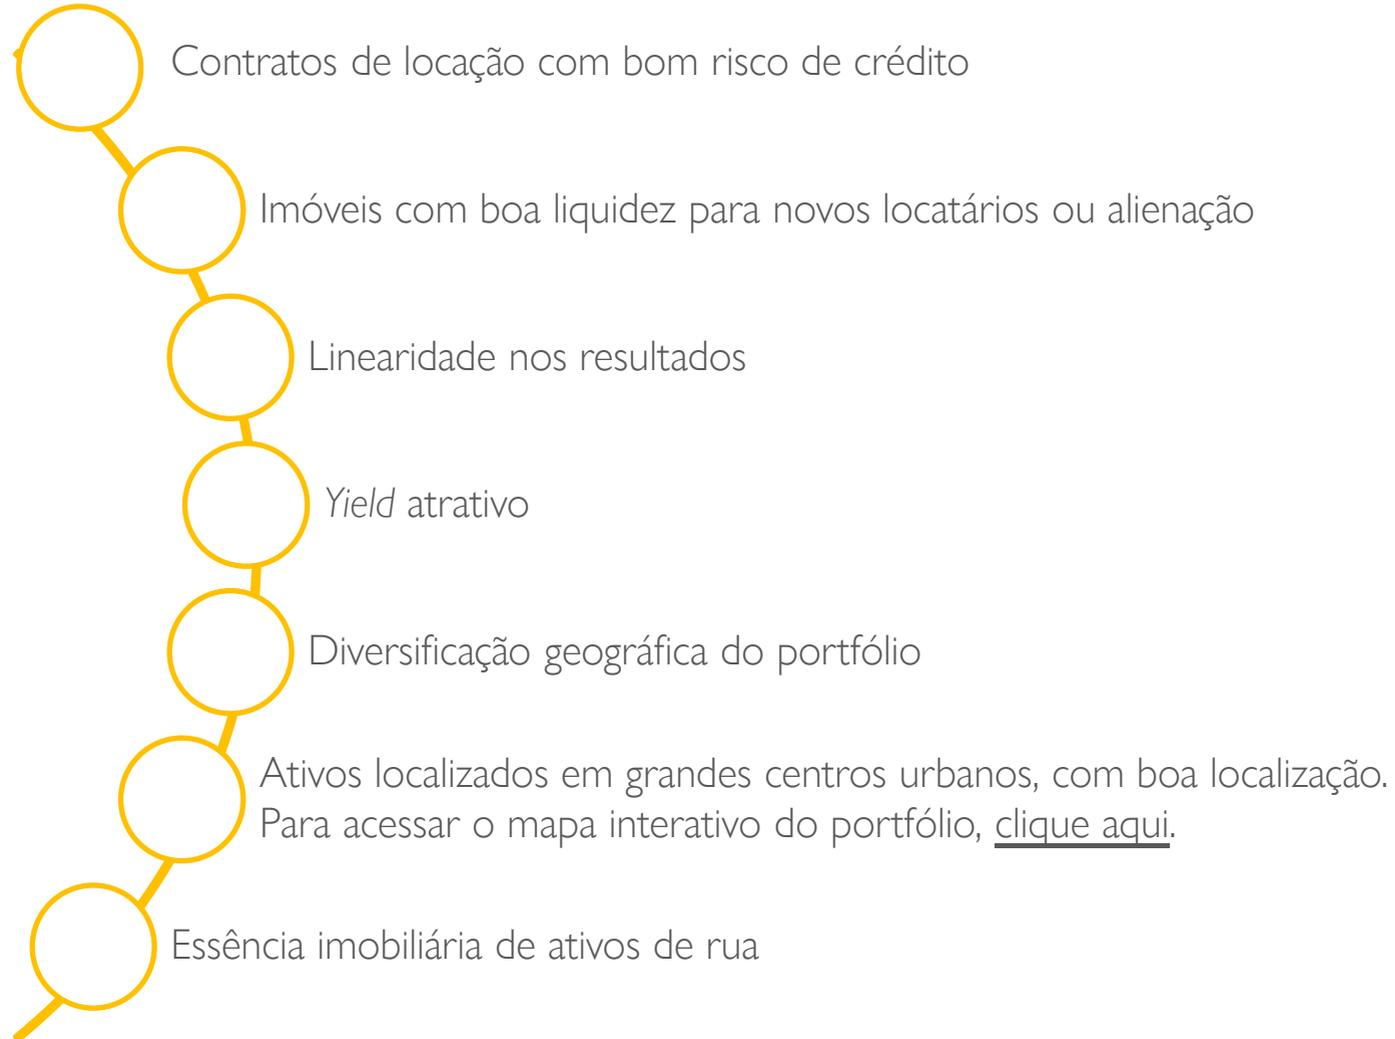 Contratos de locação com bom risco de crédito
Imóveis com boa liquidez para novos locatários ou alienação
Linearidade nos resultados
Yield atrativo
Diversificação geográfica do portfólio
Ativos localizados em grandes centros urbanos, com boa localização.
Para acessar o mapa interativo do portfólio, clique aqui.
Essência imobiliária de ativos de rua